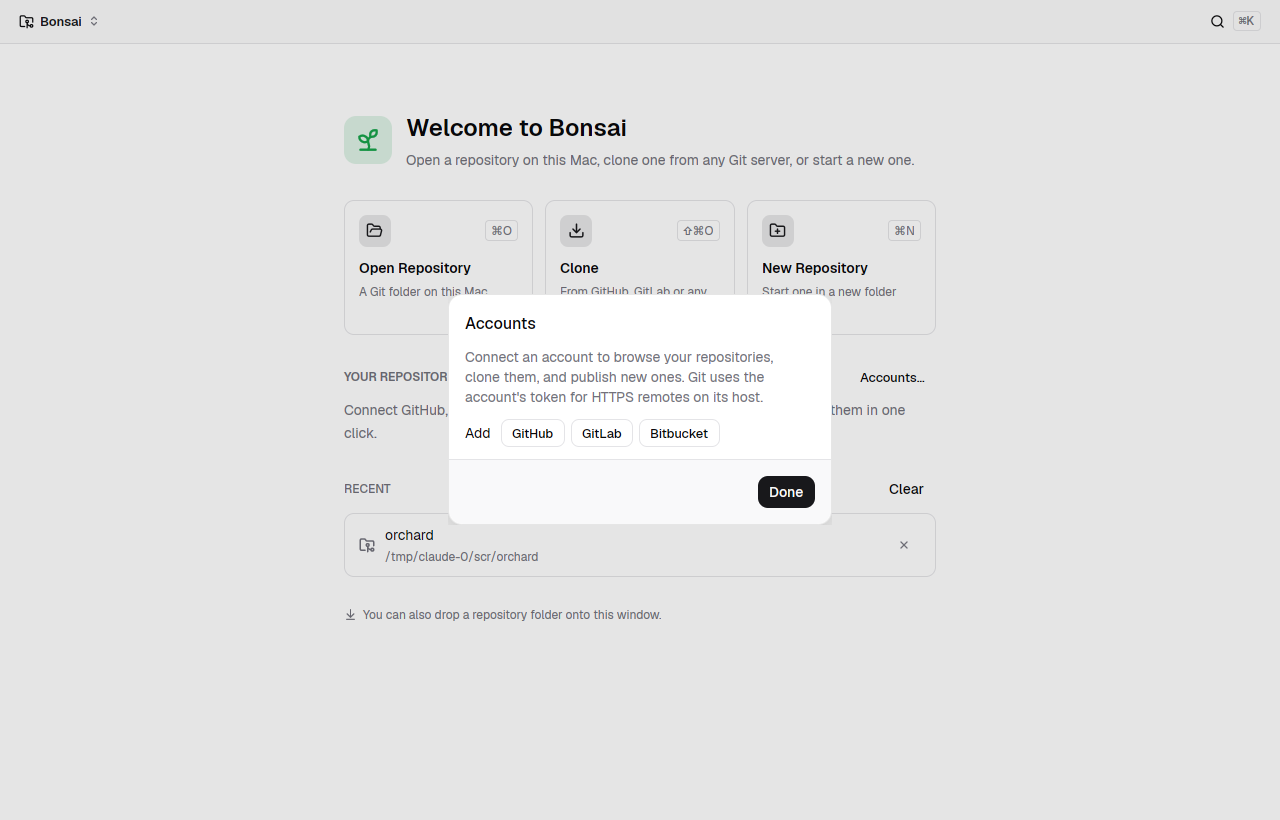 Bonsai
⌘K
Welcome to Bonsai
Open a repository on this Mac, clone one from any Git server, or start a new one.
⌘O
⇧⌘O
⌘N
Open Repository
Clone
New Repository
A Git folder on this Mac
From GitHub, GitLab or any
Start one in a new folder
Accounts
Connect an account to browse your repositories,
clone them, and publish new ones. Git uses the
account's token for HTTPS remotes on its host.
Add GitHub GitLab Bitbucket
Done
YOUR REPOSITOR
Accounts...
Connect GitHub, them in one
click.
RECENT
Clear
orchard
/tmp/claude-0/scr/orchard
You can also drop a repository folder onto this window.